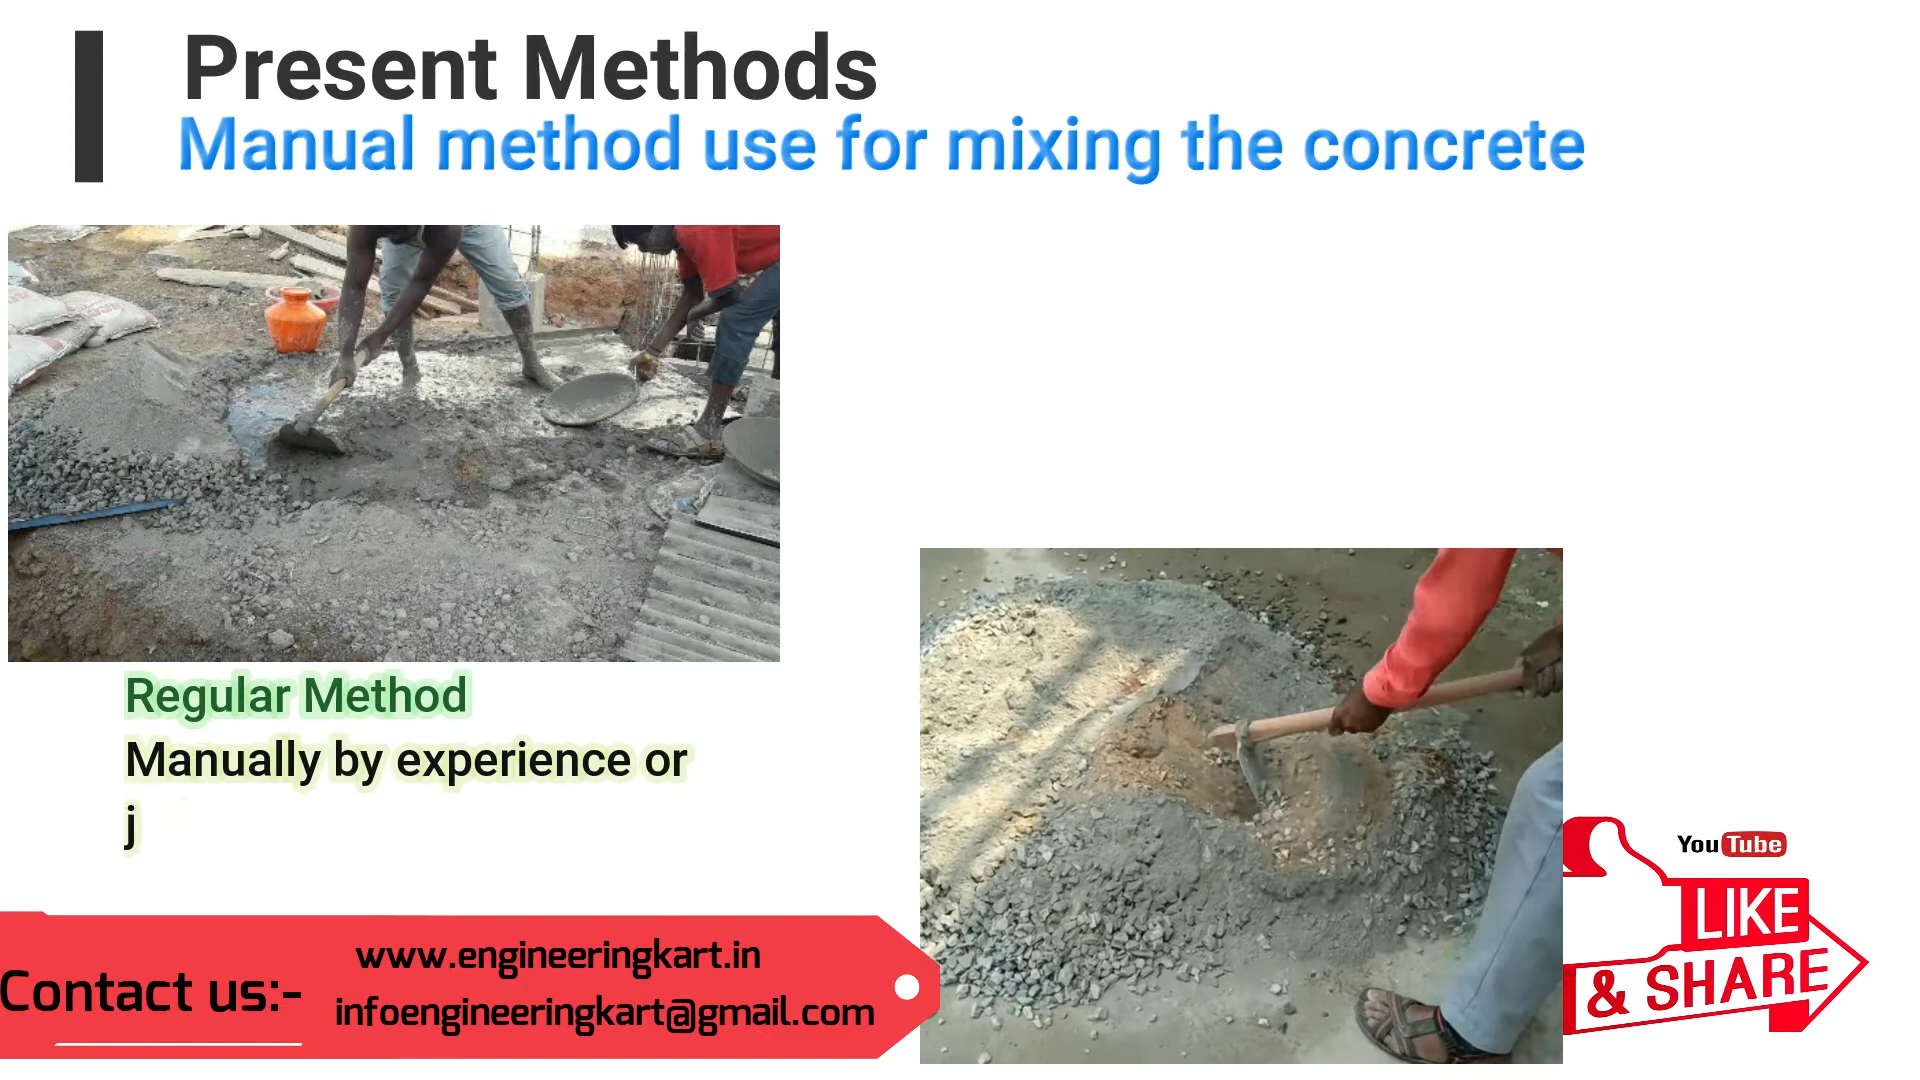 Present Methods
Manual method use for mixing the concrete
Regular Method
Manually by experience or
j
Contact us:-
www.engineeringkart.in
infoengineeringkart@gmail.com
YouTube
LIKE
& SHARE